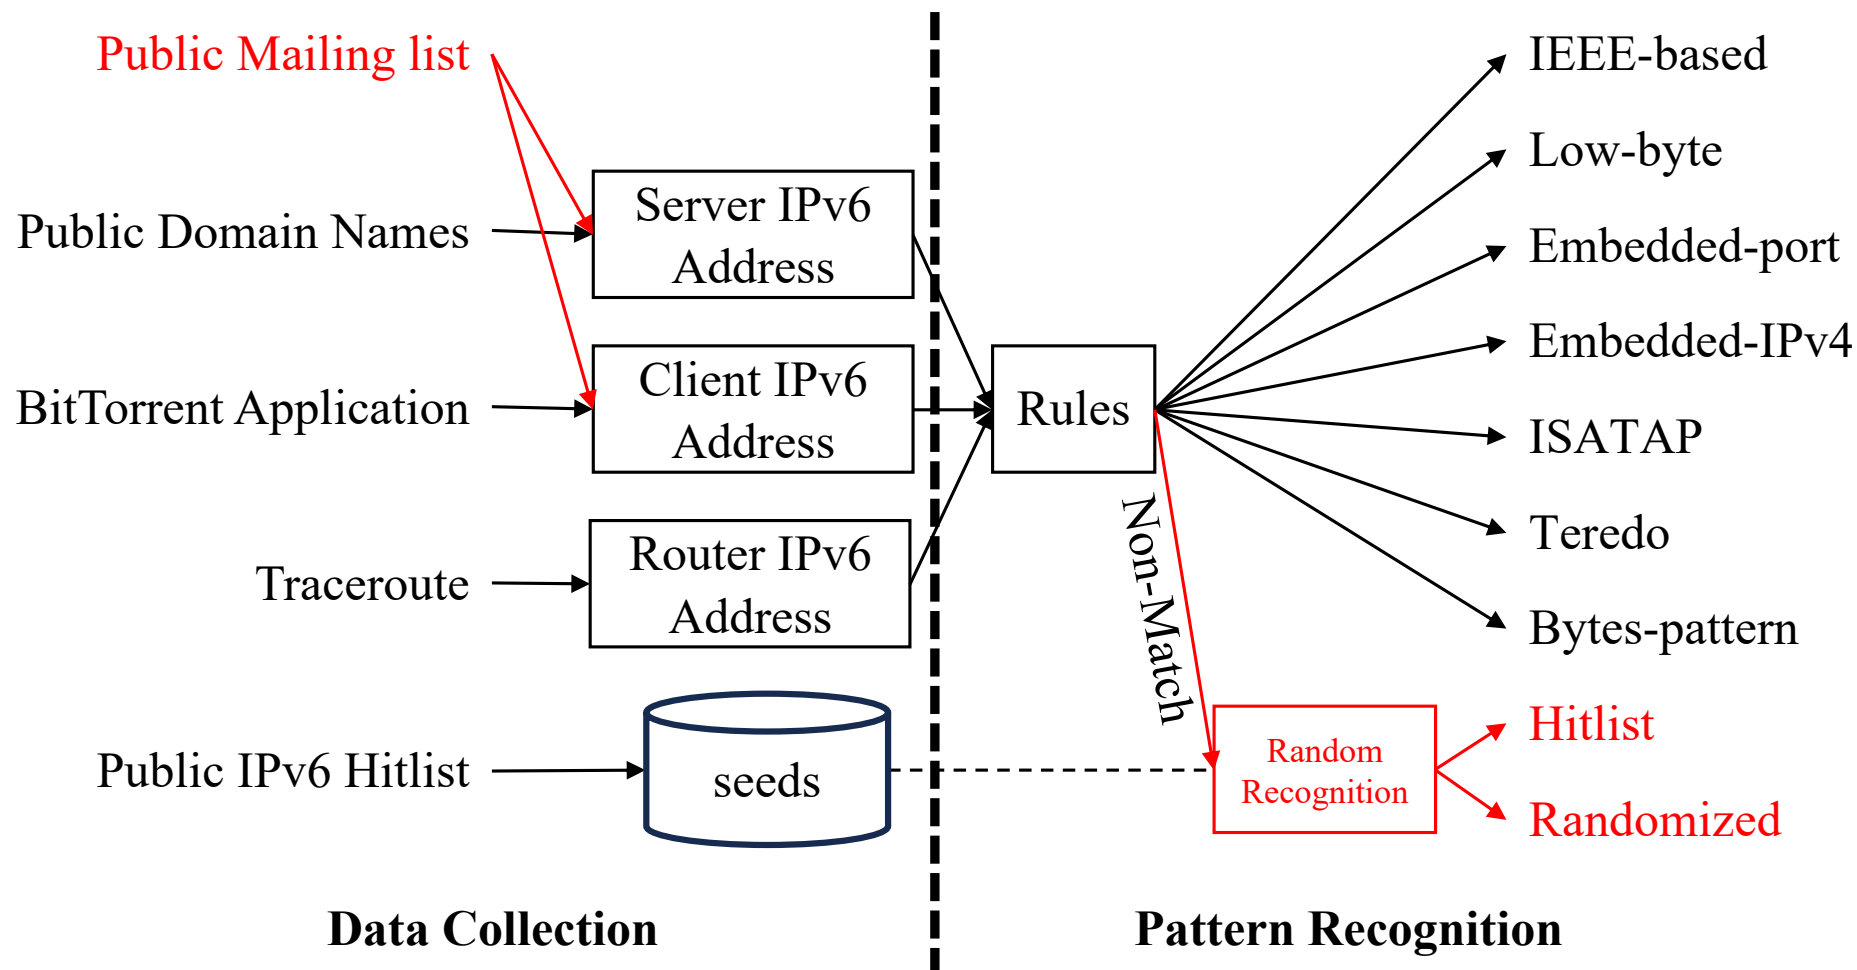 Public Mailing list
Public Domain Names
BitTorrent Application
Traceroute
Public IPv6 Hitlist
Server IPv6
Address
Client IPv6
Address
Router IPv6
Address
seeds
Data Collection
Rules
Non-Match
Random
Recognition
IEEE-based
Low-byte
Embedded-port
Embedded-IPv4
ISATAP
Teredo
Bytes-pattern
Hitlist
Randomized
Pattern Recognition